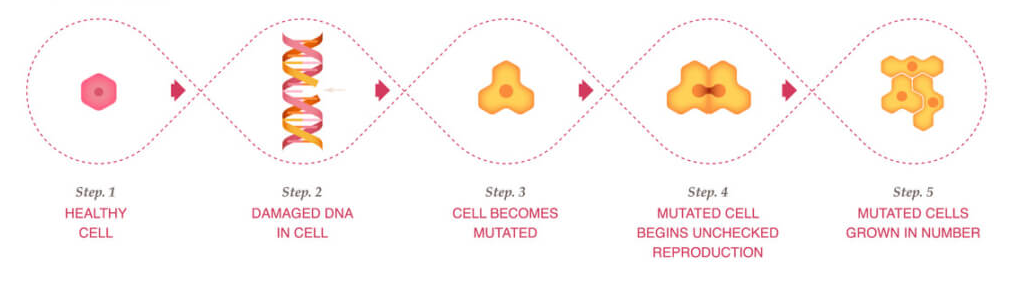 Step. 1
HEALTHY
CELL
Step. 2
DAMAGED DNA
IN CELL
Step. 3
CELL BECOMES
MUTATED
Step. 4
MUTATED CELL
BEGINS UNCHECKED
REPRODUCTION
Step. 5
MUTATED CELLS
GROWN IN NUMBER